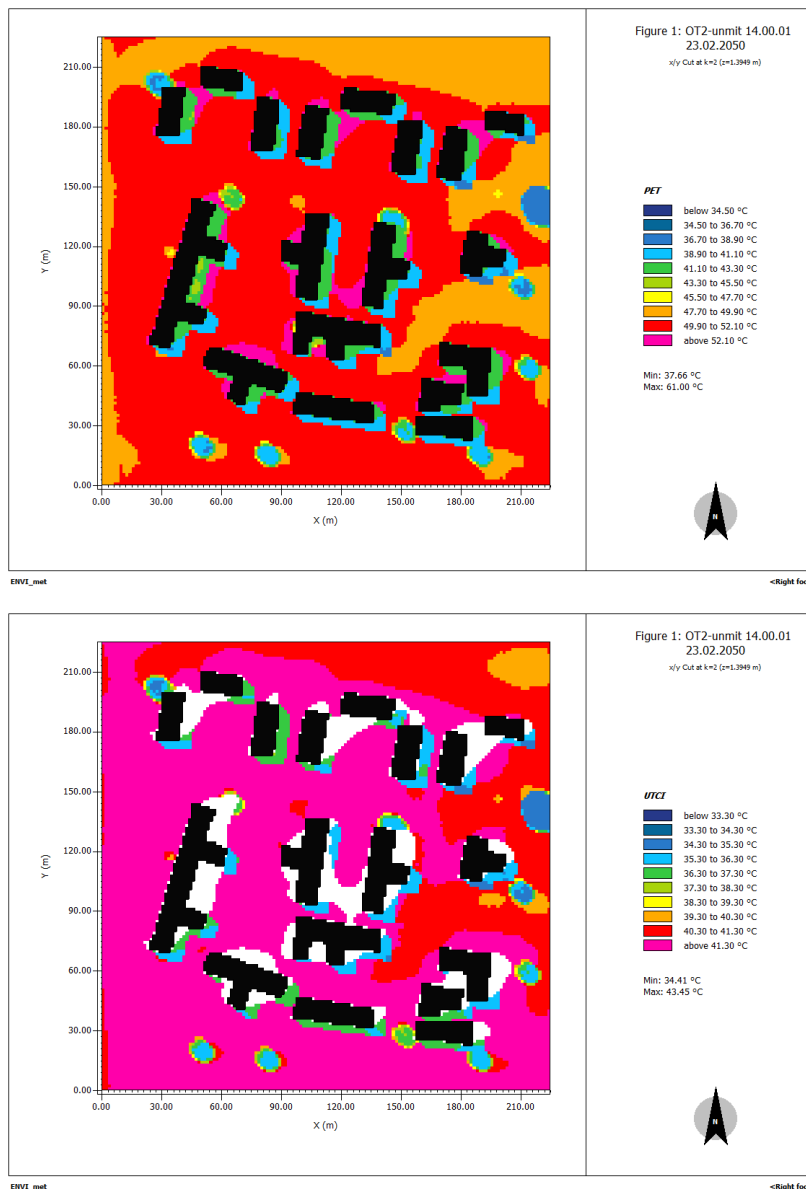 Figure 1: OT2-unmit 14.00.01
23.02.2050
x/y Cut at k=2 (z=1.3949 m)
210.00
180.00
150.00
120.00
90.00
60.00
30.00
0.00
Y (m)
0.00 30.00 60.00 90.00 120.00 150.00 180.00 210.00
X (m)
PET
below 34.50 °C
34.50 to 36.70 °C
36.70 to 38.90 °C
38.90 to 41.10 °C
41.10 to 43.30 °C
43.30 to 45.50 °C
45.50 to 47.70 °C
47.70 to 49.90 °C
49.90 to 52.10 °C
above 52.10 °C
Min: 37.66 °C
Max: 61.00 °C
N
ENVI_met
<Right foo
Figure 1: OT2-unmit 14.00.01
23.02.2050
x/y Cut at k=2 (z=1.3949 m)
210.00
180.00
150.00
120.00
90.00
60.00
30.00
0.00
Y (m)
0.00 30.00 60.00 90.00 120.00 150.00 180.00 210.00
X (m)
UTCI
below 33.30 °C
33.30 to 34.30 °C
34.30 to 35.30 °C
35.30 to 36.30 °C
36.30 to 37.30 °C
37.30 to 38.30 °C
38.30 to 39.30 °C
39.30 to 40.30 °C
40.30 to 41.30 °C
above 41.30 °C
Min: 34.41 °C
Max: 43.45 °C
N
ENVI_met
<Right foo